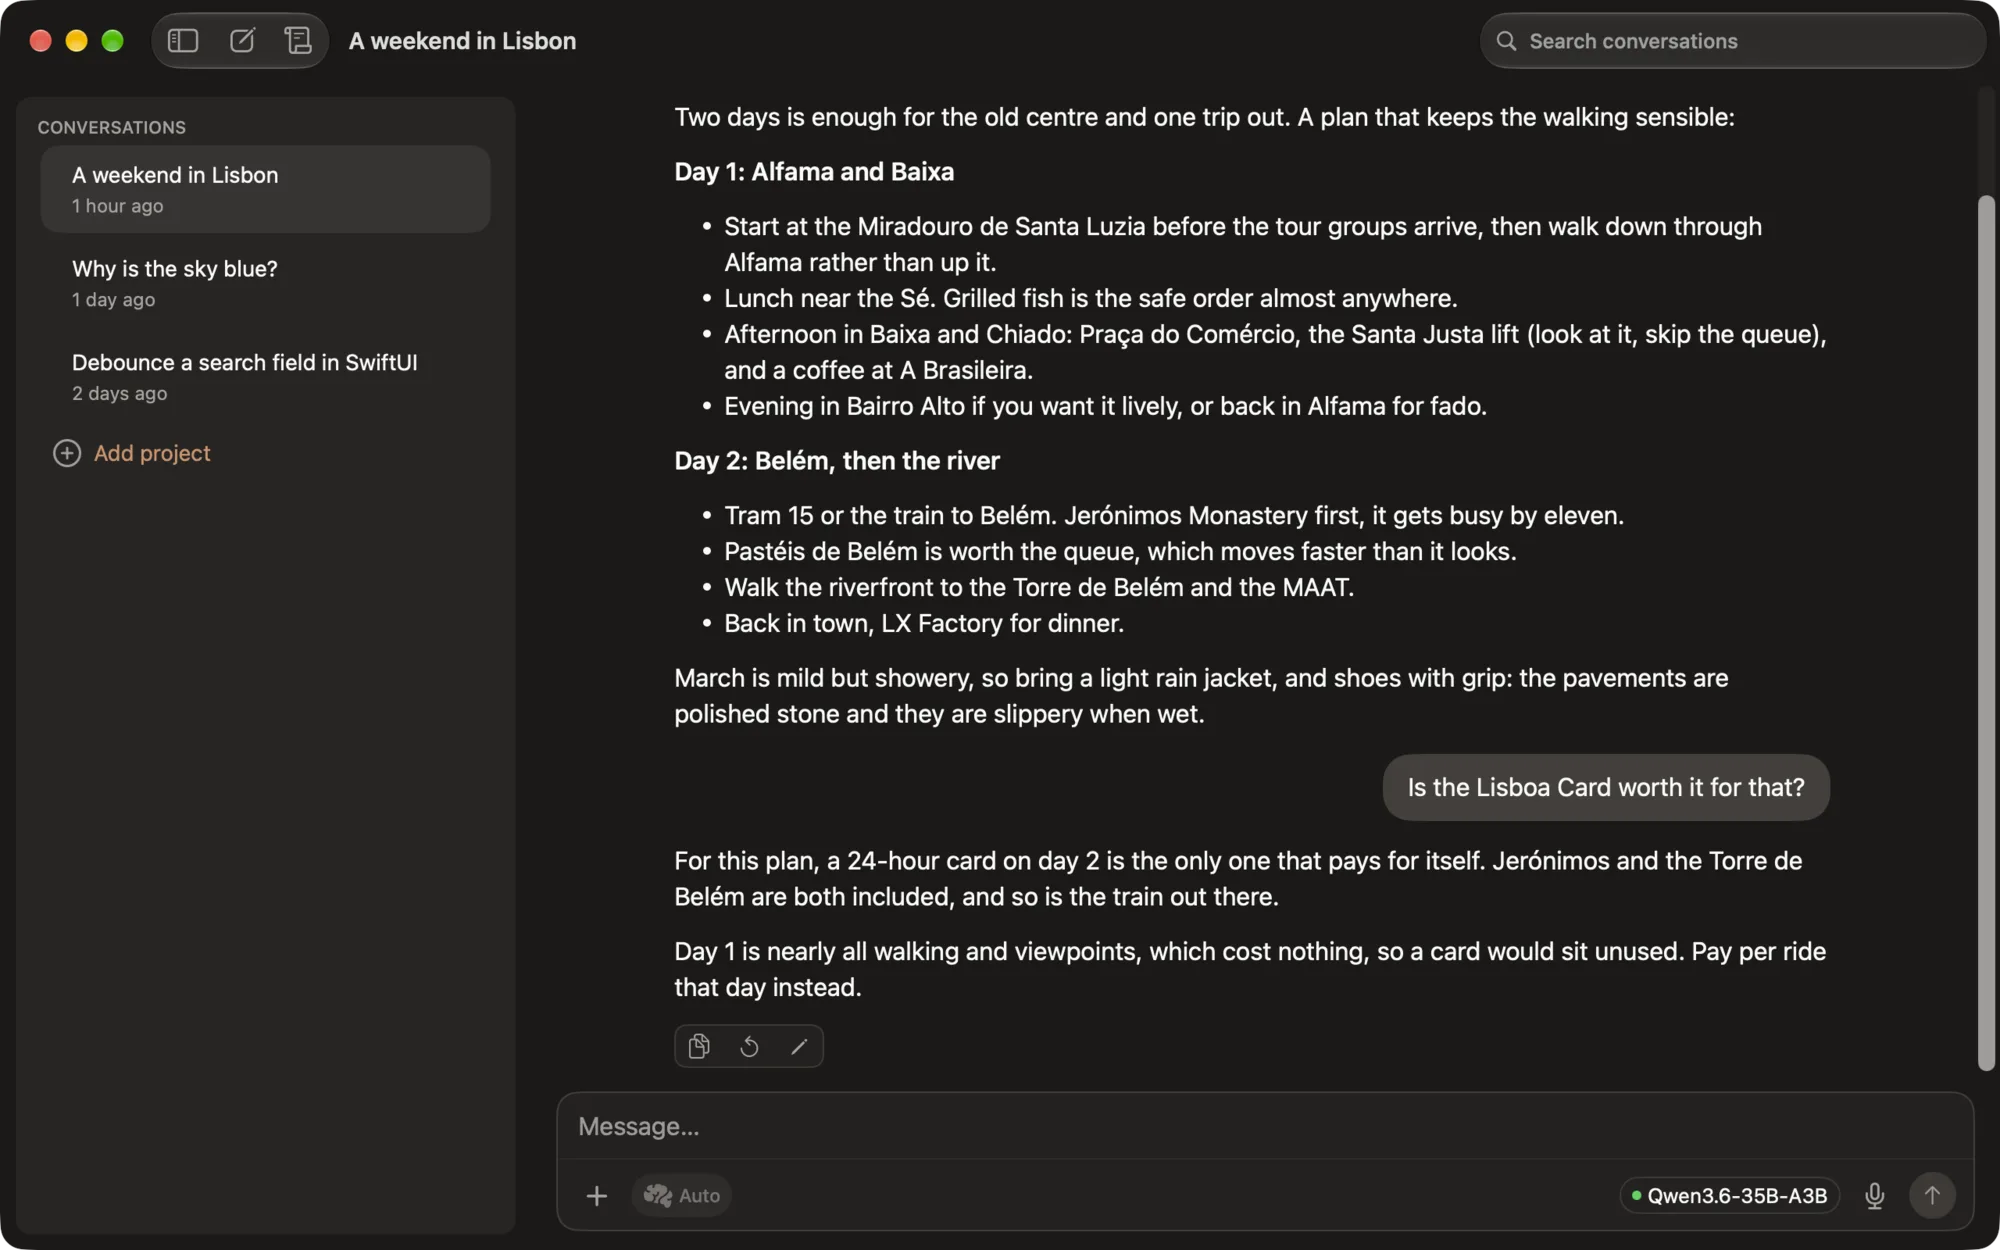 A weekend in Lisbon
Search conversations
CONVERSATIONS
A weekend in Lisbon
1 hour ago
Why is the sky blue?
1 day ago
Debounce a search field in SwiftUI
2 days ago
Add project
Two days is enough for the old centre and one trip out. A plan that keeps the walking sensible:
Day 1: Alfama and Baixa
• Start at the Miradouro de Santa Luzia before the tour groups arrive, then walk down through
Alfama rather than up it.
• Lunch near the Sé. Grilled fish is the safe order almost anywhere.
• Afternoon in Baixa and Chiado: Praça do Comércio, the Santa Justa lift (look at it, skip the queue),
and a coffee at A Brasileira.
• Evening in Bairro Alto if you want it lively, or back in Alfama for fado.
Day 2: Belém, then the river
• Tram 15 or the train to Belém. Jerónimos Monastery first, it gets busy by eleven.
• Pastéis de Belém is worth the queue, which moves faster than it looks.
• Walk the riverfront to the Torre de Belém and the MAAT.
• Back in town, LX Factory for dinner.
March is mild but showery, so bring a light rain jacket, and shoes with grip: the pavements are
polished stone and they are slippery when wet.
Is the Lisboa Card worth it for that?
For this plan, a 24-hour card on day 2 is the only one that pays for itself. Jerónimos and the Torre de
Belém are both included, and so is the train out there.
Day 1 is nearly all walking and viewpoints, which cost nothing, so a card would sit unused. Pay per ride
that day instead.
Message...
Auto
Qwen3.6-35B-A3B